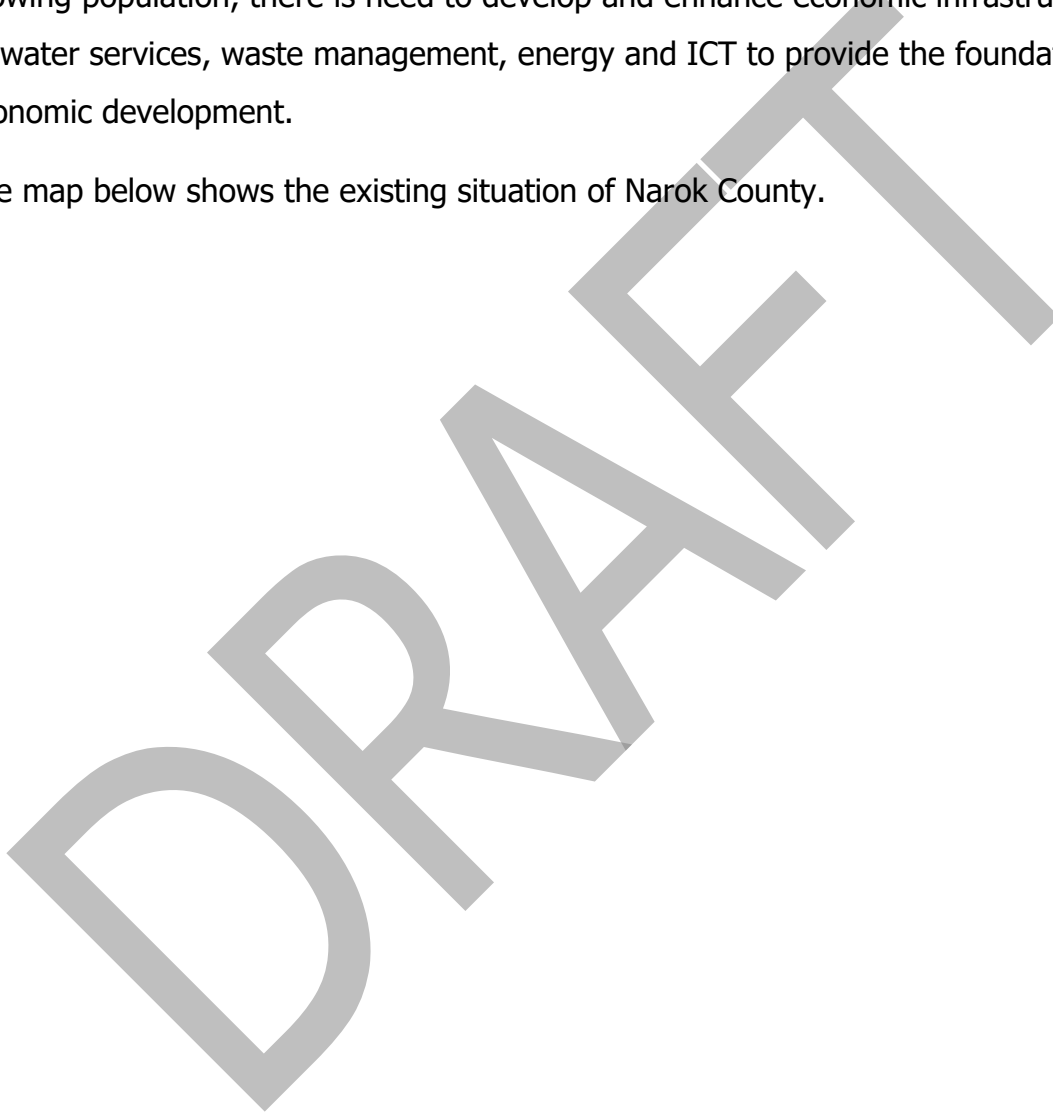 owing population, there is need to develop and enhance economic infrastru
water services, waste management, energy and ICT to provide the founda
onomic development.
e map below shows the existing situation of Narok County.
DRAFT